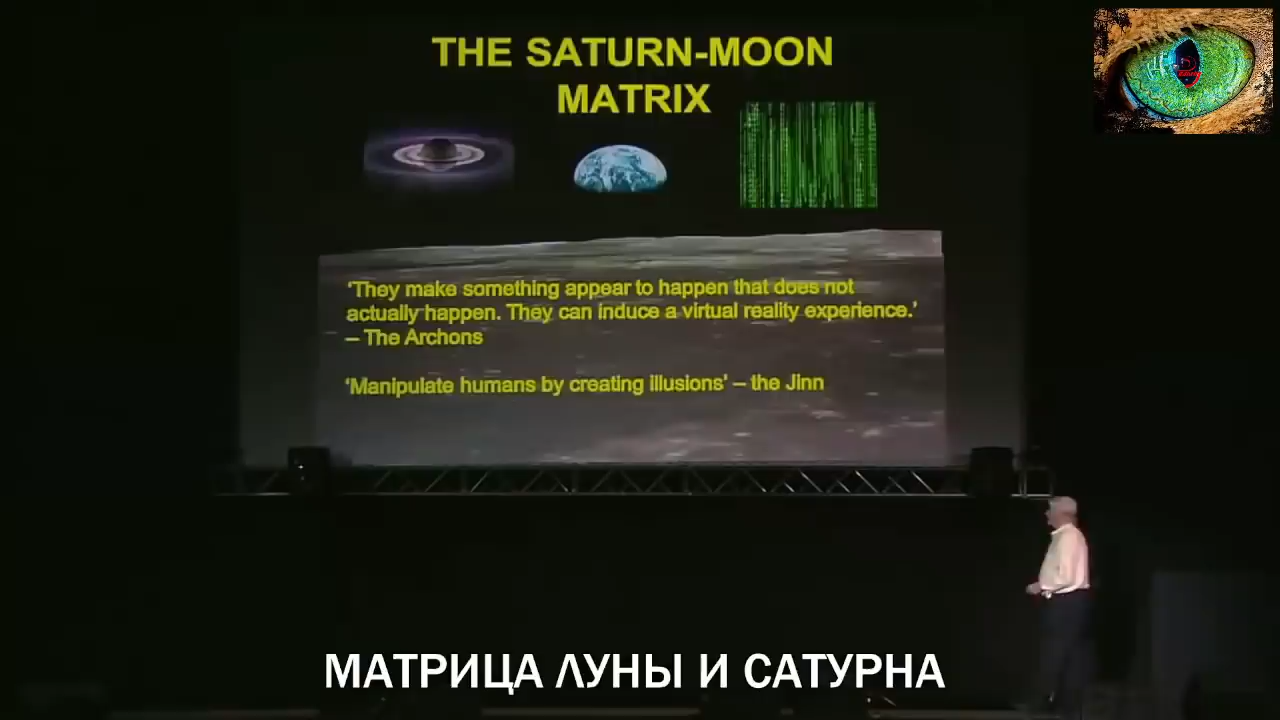 THE SATURN-MOON
MATRIX
‘They make something appear to happen that does not
actually happen. They can induce a virtual reality experience.’
– The Archons
‘Manipulate humans by creating illusions’ – the Jinn
МАТРИЦА ЛУНЫ И САТУРНА